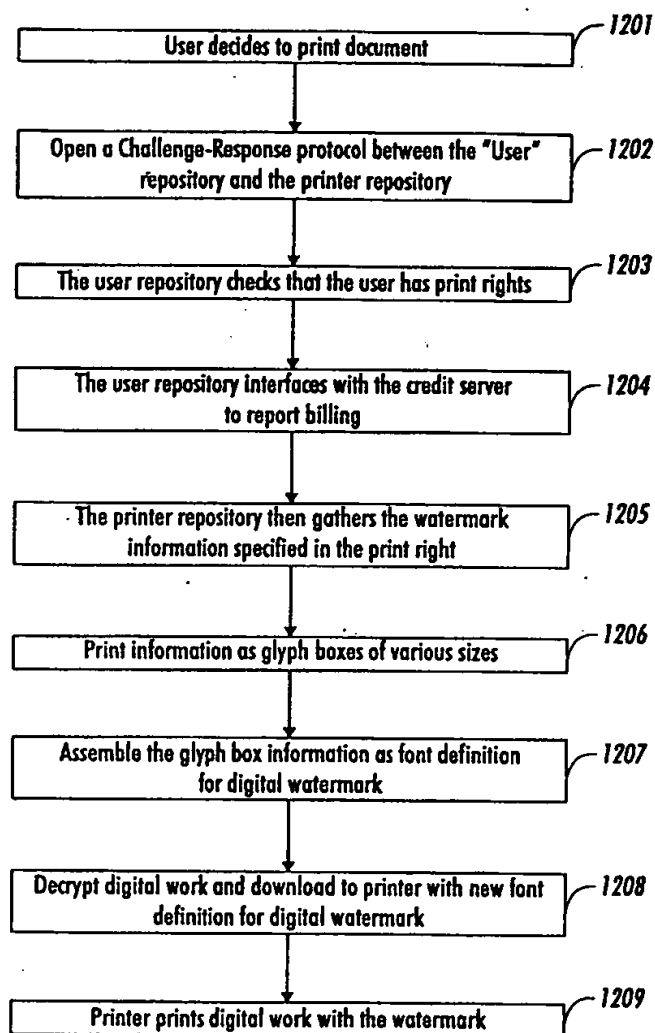 1201
User decides to print document
1202
Open a Challenge-Response protocol between the "User"
repository and the printer repository
1203
The user repository checks that the user has print rights
1204
The user repository interfaces with the credit server
to report billing
1205
The printer repository then gathers the watermark
information specified in the print right
1206
Print information as glyph boxes of various sizes
1207
Assemble the glyph box information as font definition
for digital watermark
1208
Decrypt digital work and download to printer with new font
definition for digital watermark
1209
Printer prints digital work with the watermark